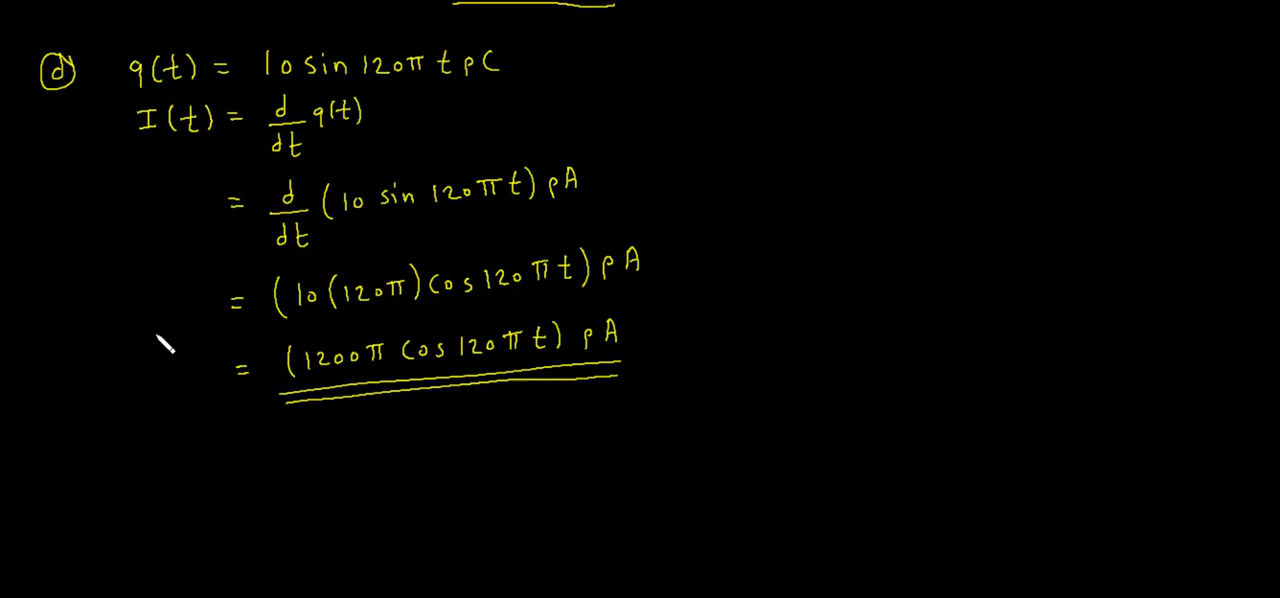 ⓓ q(t) = 10 sin 120π t pC
I(t) = d/dt q(t)
= d/dt (10 sin 120π t) pA
= (10(120π) cos 120π t) pA
= (1200π cos 120π t) pA